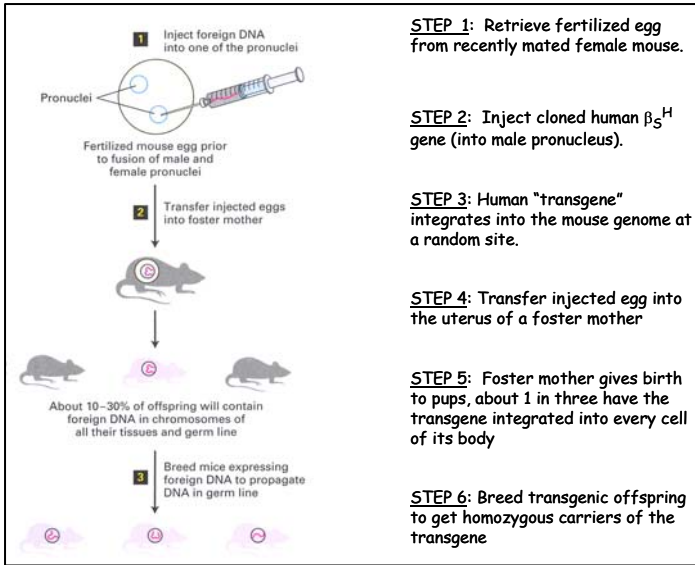 1 Inject foreign DNA
into one of the pronuclei
Pronuclei
Fertilized mouse egg prior
to fusion of male and
female pronuclei
2 Transfer injected eggs
into foster mother
About 10–30% of offspring will contain
foreign DNA in chromosomes of
all their tissues and germ line
3 Breed mice expressing
foreign DNA to propagate
DNA in germ line
STEP 1: Retrieve fertilized egg
from recently mated female mouse.
STEP 2: Inject cloned human βSH
gene (into male pronucleus).
STEP 3: Human “transgene”
integrates into the mouse genome at
a random site.
STEP 4: Transfer injected egg into
the uterus of a foster mother
STEP 5: Foster mother gives birth
to pups, about 1 in three have the
transgene integrated into every cell
of its body
STEP 6: Breed transgenic offspring
to get homozygous carriers of the
transgene